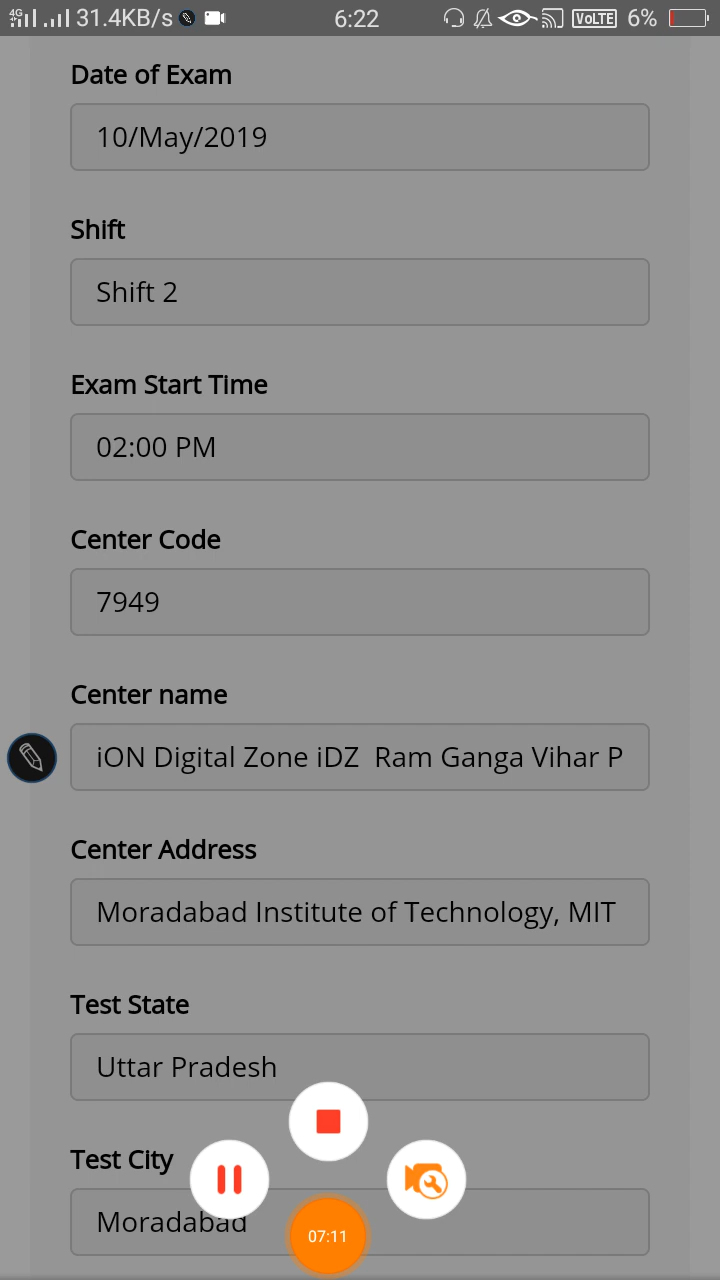 4G 31.4KB/s 6:22 VoLTE 6%
Date of Exam
10/May/2019
Shift
Shift 2
Exam Start Time
02:00 PM
Center Code
7949
Center name
iON Digital Zone iDZ  Ram Ganga Vihar P
Center Address
Moradabad Institute of Technology, MIT
Test State
Uttar Pradesh
Test City
Moradabad
07:11